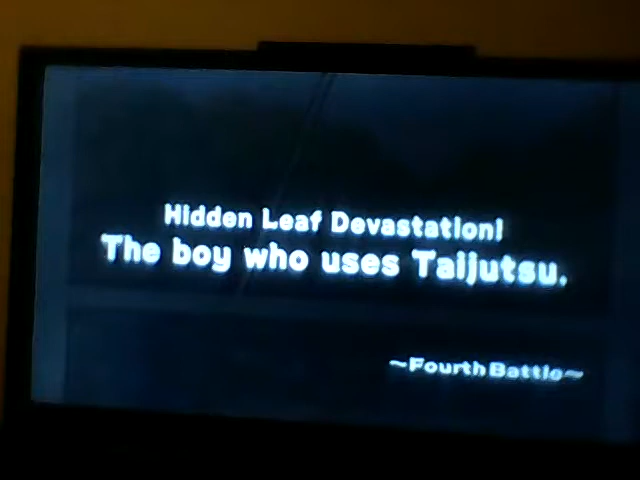 Hidden Leaf Devastation!
The boy who uses Taijutsu.
~Fourth Battle~